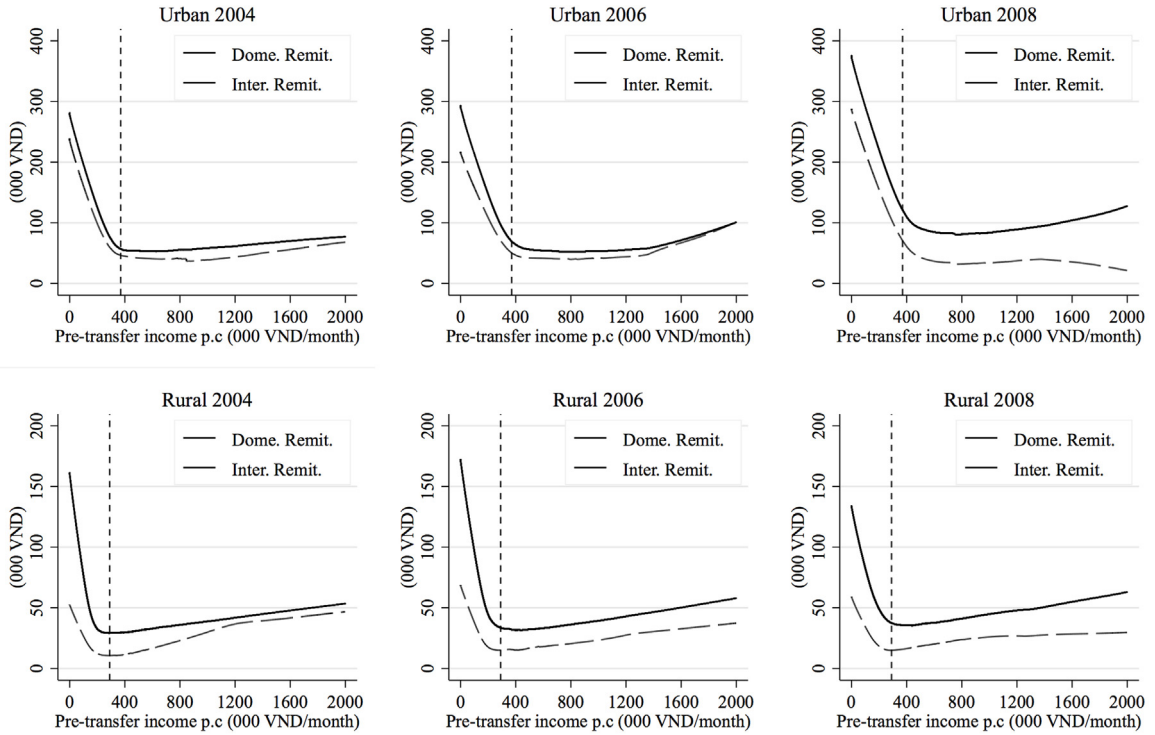 Urban 2004
400
300
200
100
0
(000 VND)
Dome. Remit.
Inter. Remit.
0 400 800 1200 1600 2000
Pre-transfer income p.c (000 VND/month)
Urban 2006
400
300
200
100
0
(000 VND)
Dome. Remit.
Inter. Remit.
0 400 800 1200 1600 2000
Pre-transfer income p.c (000 VND/month)
Urban 2008
400
300
200
100
0
(000 VND)
Dome. Remit.
Inter. Remit.
0 400 800 1200 1600 2000
Pre-transfer income p.c (000 VND/month)
Rural 2004
200
150
100
50
0
(000 VND)
Dome. Remit.
Inter. Remit.
0 400 800 1200 1600 2000
Pre-transfer income p.c (000 VND/month)
Rural 2006
200
150
100
50
0
(000 VND)
Dome. Remit.
Inter. Remit.
0 400 800 1200 1600 2000
Pre-transfer income p.c (000 VND/month)
Rural 2008
200
150
100
50
0
(000 VND)
Dome. Remit.
Inter. Remit.
0 400 800 1200 1600 2000
Pre-transfer income p.c (000 VND/month)